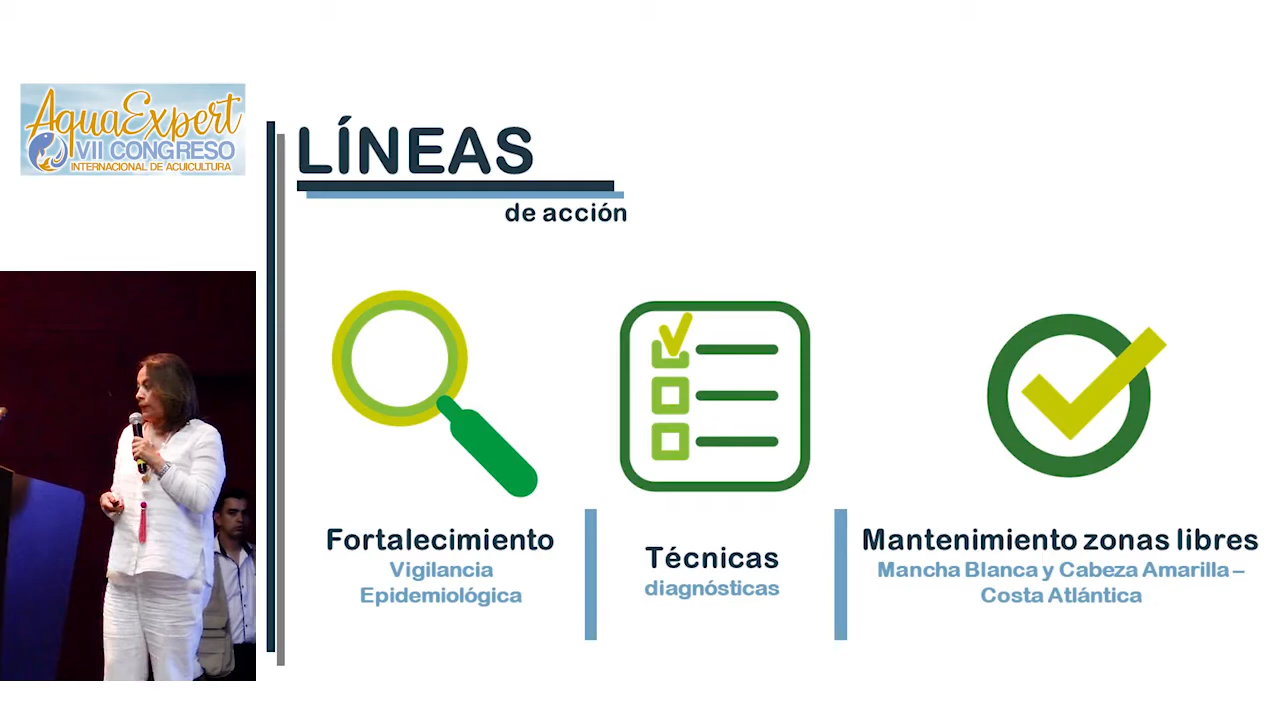 AquaExpert
VII CONGRESO
INTERNACIONAL DE ACUICULTURA
LÍNEAS
de acción
Fortalecimiento
Vigilancia
Epidemiológica
Técnicas
diagnósticas
Mantenimiento zonas libres
Mancha Blanca y Cabeza Amarilla –
Costa Atlántica